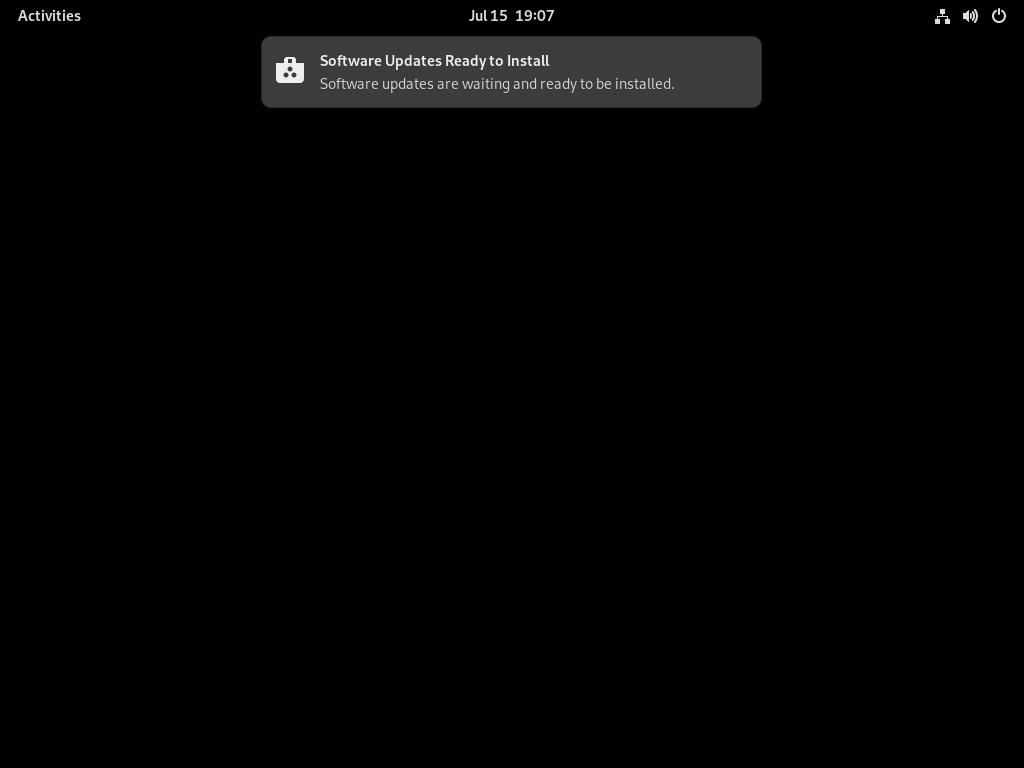 Activities
Jul 15 19:07
Software Updates Ready to Install
Software updates are waiting and ready to be installed.